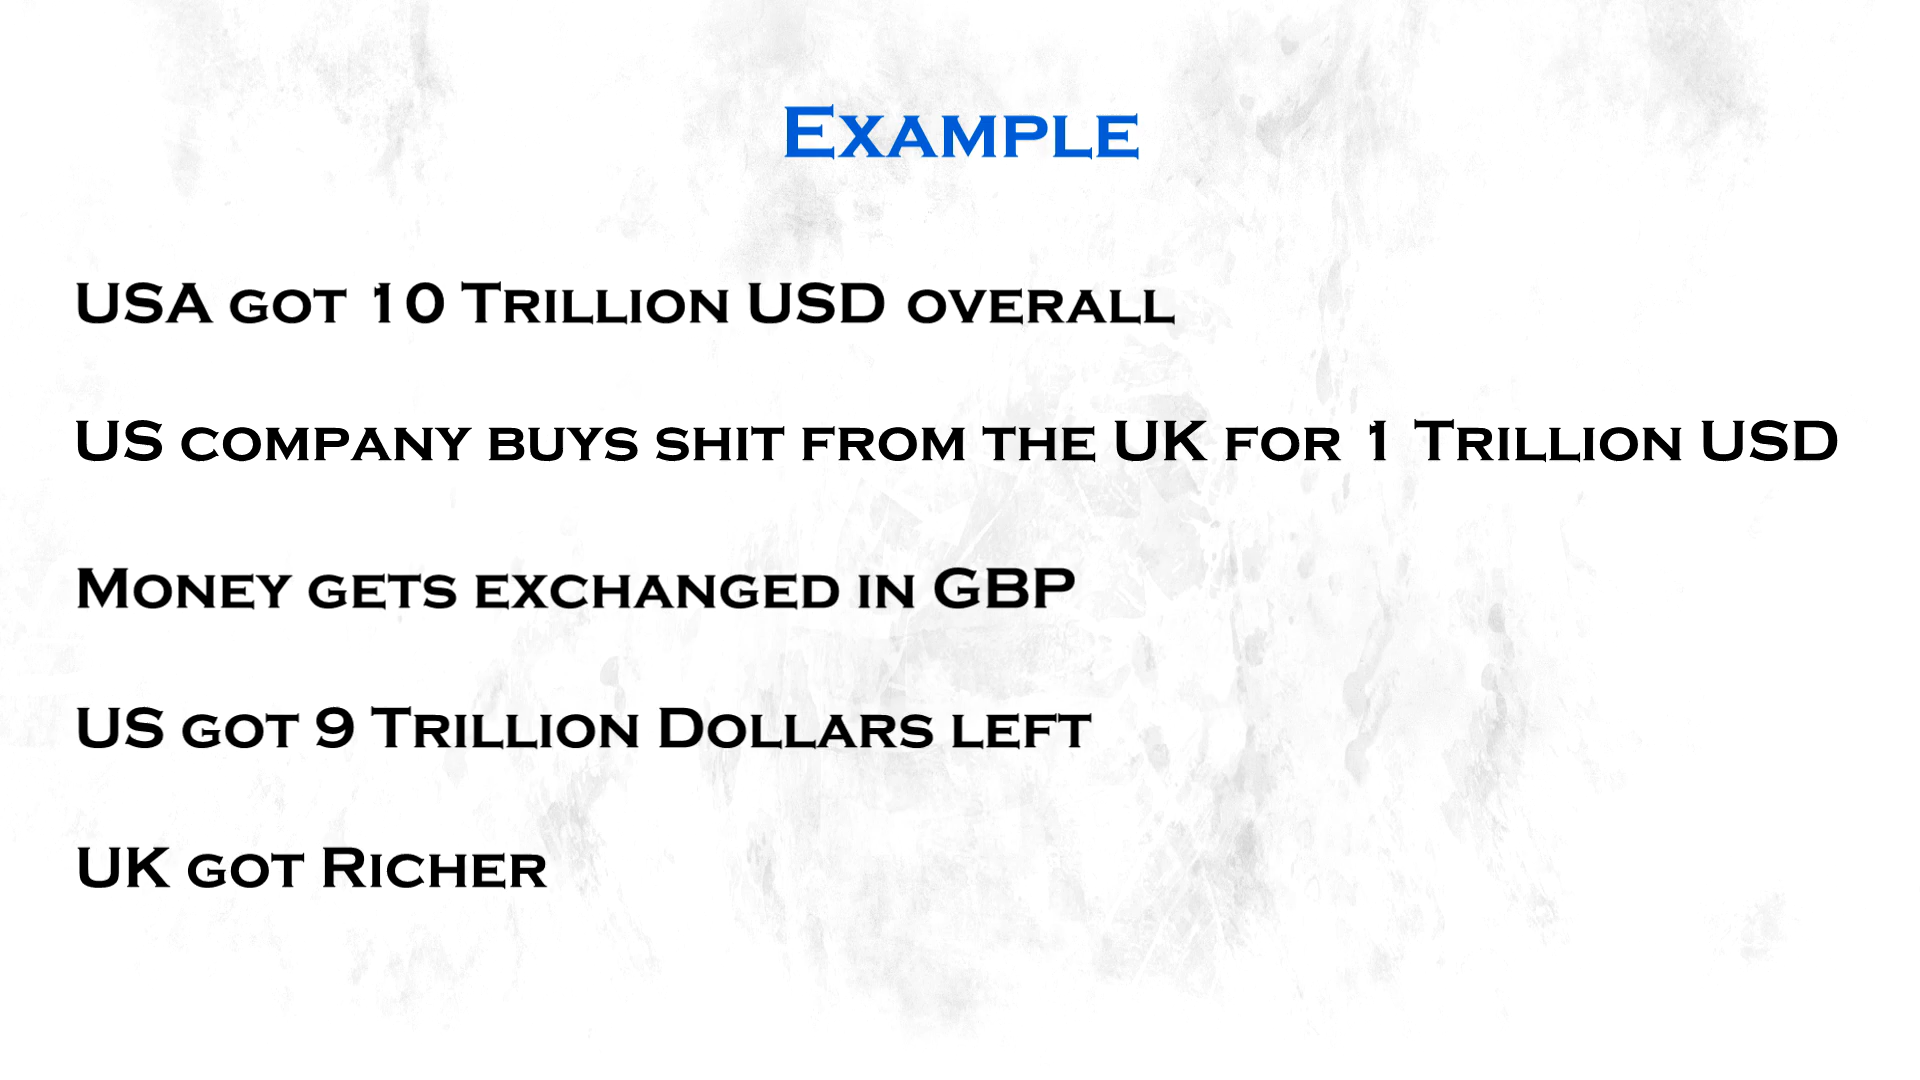 Example
USA got 10 Trillion USD overall
US company buys shit from the UK for 1 Trillion USD
Money gets exchanged in GBP
US got 9 Trillion Dollars left
UK got Richer